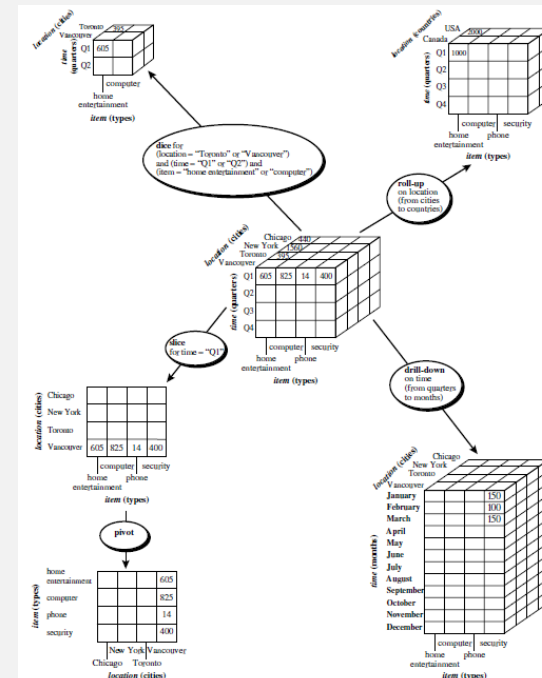 Toronto 395
Vancouver
location (cities)
Q1 605
Q2
time (quarters)
computer
home
entertainment
item (types)
USA 2000
Canada
location (countries)
Q1 1000
Q2
Q3
Q4
time (quarters)
computer security
home phone
entertainment
item (types)
dice for
(location = "Toronto" or "Vancouver")
and (time = "Q1" or "Q2") and
(item = "home entertainment" or "computer")
roll-up
on location
(from cities
to countries)
Chicago 440
New York 1560
Toronto 395
Vancouver
location (cities)
Q1 605 825 14 400
Q2
Q3
Q4
time (quarters)
computer security
home phone
entertainment
item (types)
slice
for time = "Q1"
drill-down
on time
(from quarters
to months)
Chicago
New York
Toronto
Vancouver 605 825 14 400
location (cities)
computer security
home phone
entertainment
item (types)
pivot
home
entertainment 605
computer 825
phone 14
security 400
item (types)
New York Vancouver
Chicago Toronto
location (cities)
Chicago
New York
Toronto
Vancouver
location (cities)
January 150
February 100
March 150
April
May
June
July
August
September
October
November
December
time (months)
computer security
home phone
entertainment
item (types)